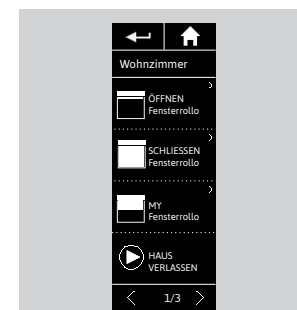 Wohnzimmer
ÖFFNEN
Fensterrollo
SCHLIESSEN
Fensterrollo
MY
Fensterrollo
HAUS
VERLASSEN
1/3